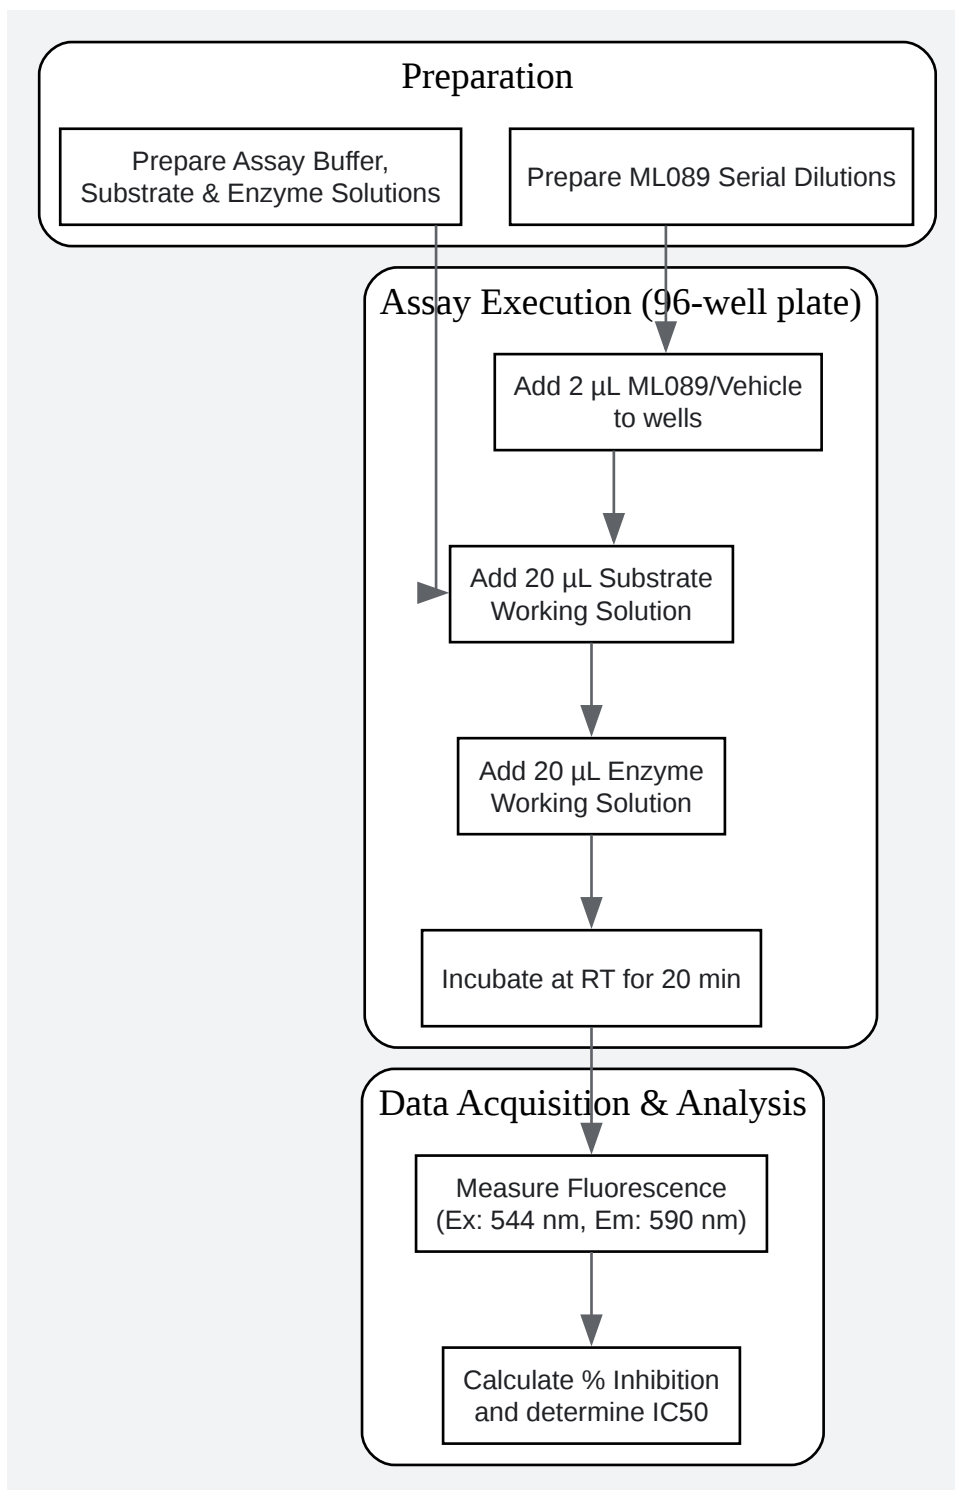 Preparation
Prepare Assay Buffer,
Substrate & Enzyme Solutions
Prepare ML089 Serial Dilutions
Assay Execution (96-well plate)
Add 2 µL ML089/Vehicle
to wells
Add 20 µL Substrate
Working Solution
Add 20 µL Enzyme
Working Solution
Incubate at RT for 20 min
Data Acquisition & Analysis
Measure Fluorescence
(Ex: 544 nm, Em: 590 nm)
Calculate % Inhibition
and determine IC50